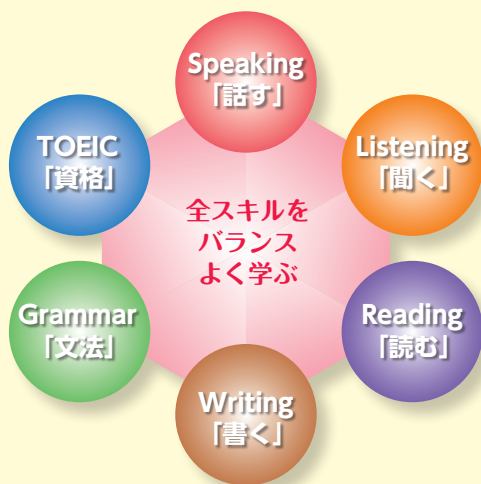 Speaking
「話す」
TOEIC
「資格」
Listening
「聞く」
全スキルを
バランス
よく学ぶ
Grammar
「文法」
Reading
「読む」
Writing
「書く」